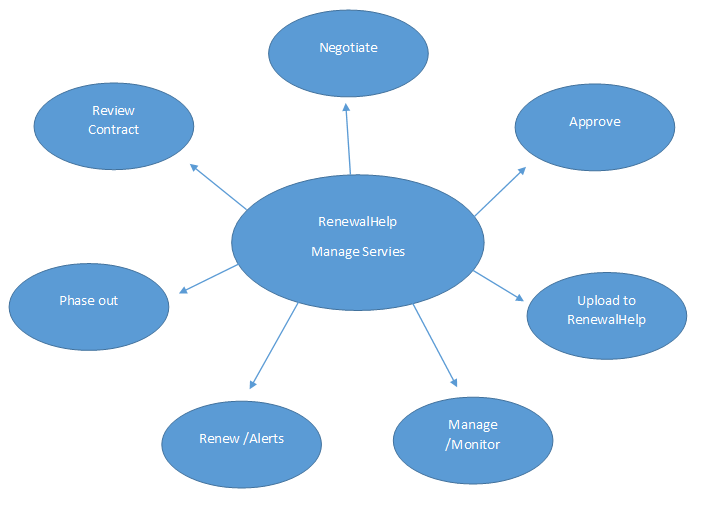 Negotiate
Review
Contract
Approve
RenewalHelp
Manage Servies
Phase out
Upload to
RenewalHelp
Renew /Alerts
Manage
/Monitor